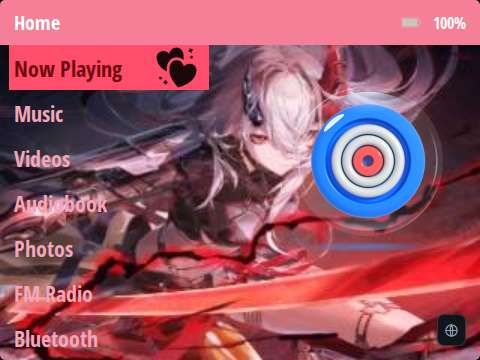 Home
100%
Now Playing
Music
Videos
Audiobook
Photos
FM Radio
Bluetooth